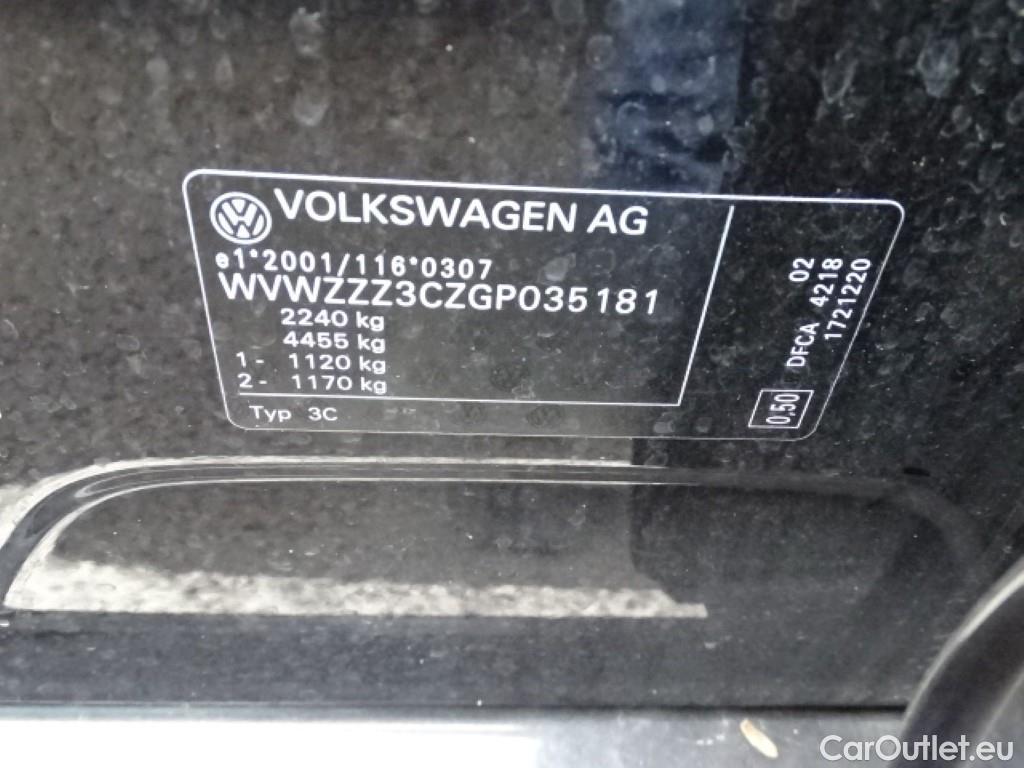 VOLKSWAGEN AG
e1*2001/116*0307
WVWZZZ3CZGP035181
2240 kg
4455 kg
1- 1120 kg
2- 1170 kg
Typ 3C
02
DFCA 4218
1721220
0,50
CarOutlet.eu